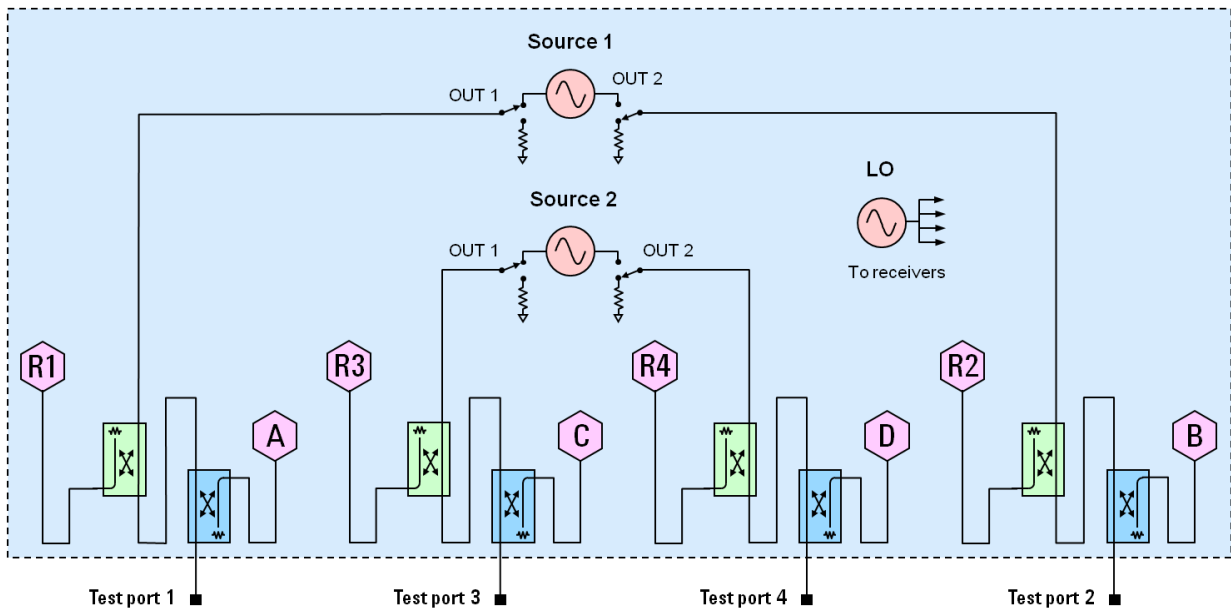 Source 1
OUT 1
OUT 2
LO
To receivers
Source 2
OUT 1
OUT 2
R1
R3
R4
R2
A
C
D
B
Test port 1
Test port 3
Test port 4
Test port 2